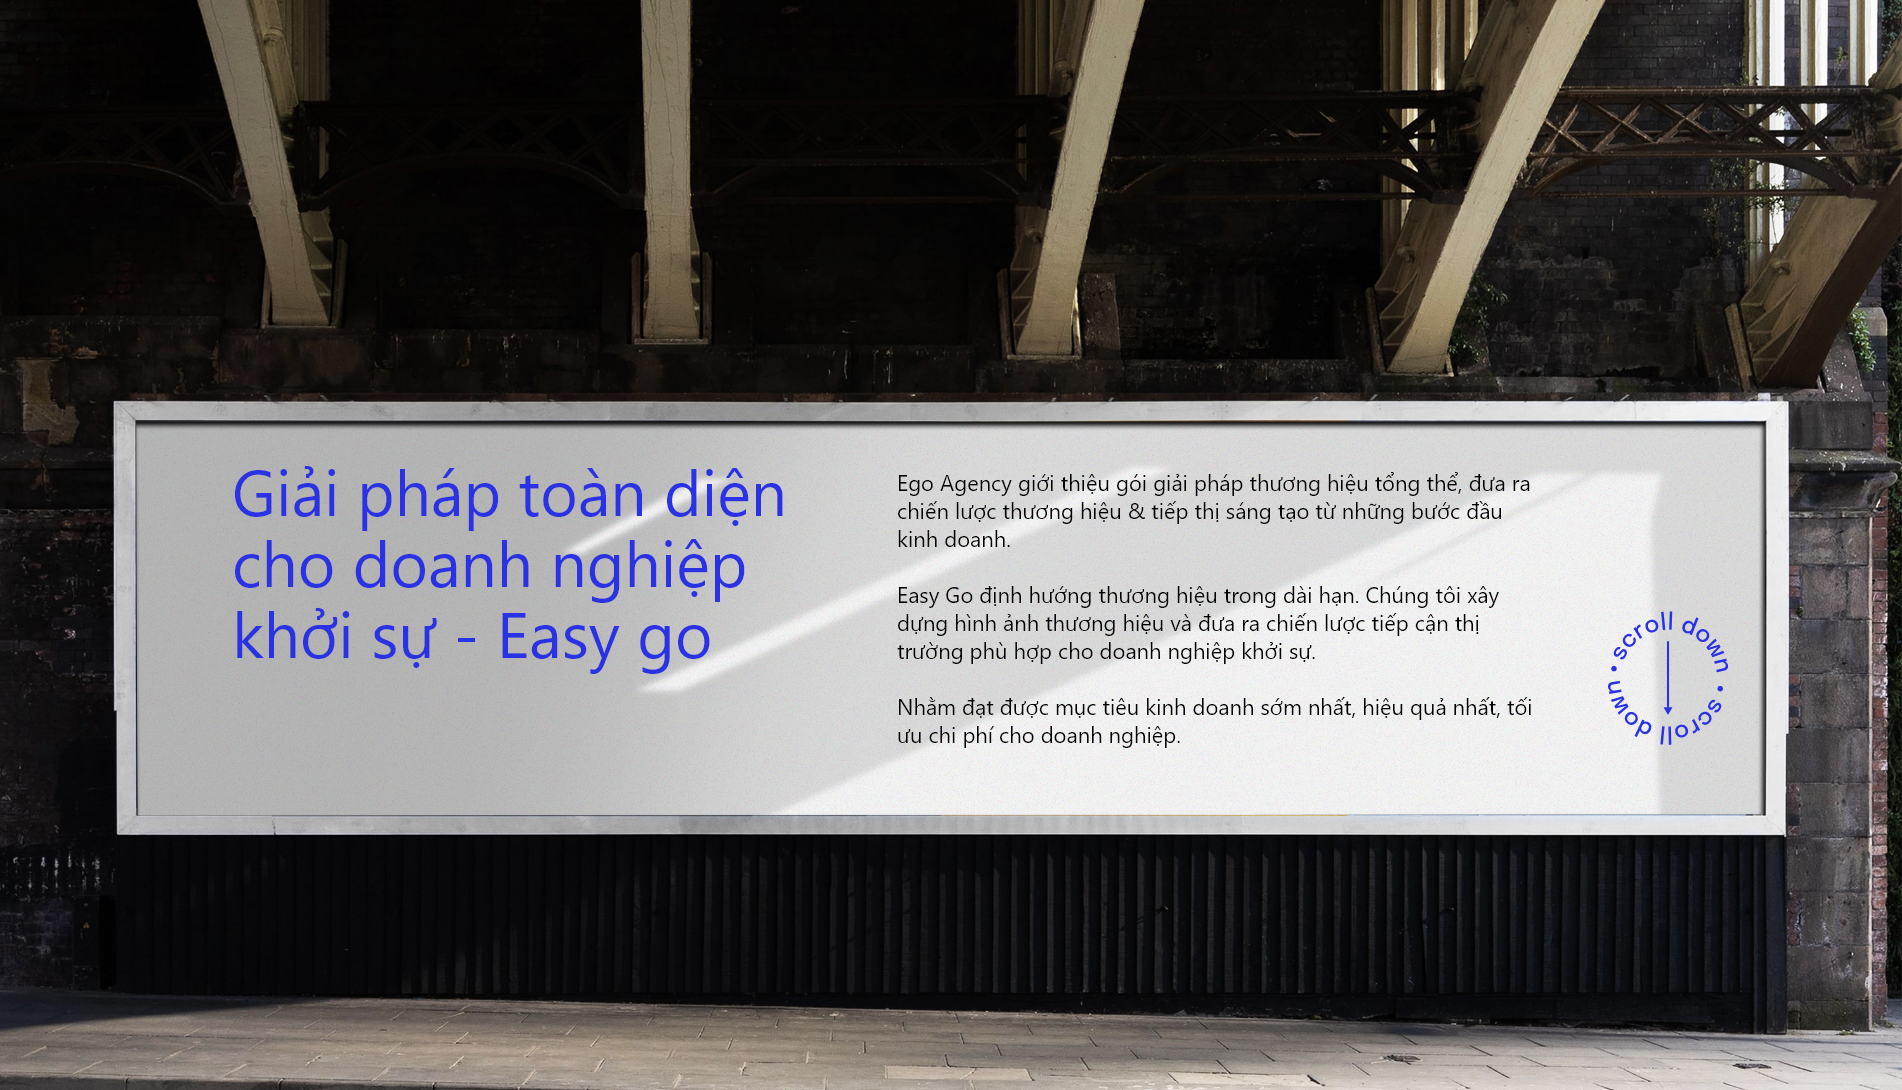 Giải pháp toàn diện
cho doanh nghiệp
khởi sự - Easy go
Ego Agency giới thiệu gói giải pháp thương hiệu tổng thể, đưa ra
chiến lược thương hiệu & tiếp thị sáng tạo từ những bước đầu
kinh doanh.
Easy Go định hướng thương hiệu trong dài hạn. Chúng tôi xây
dựng hình ảnh thương hiệu và đưa ra chiến lược tiếp cận thị
trường phù hợp cho doanh nghiệp khởi sự.
Nhằm đạt được mục tiêu kinh doanh sớm nhất, hiệu quả nhất, tối
ưu chi phí cho doanh nghiệp.
scroll down • scroll down •